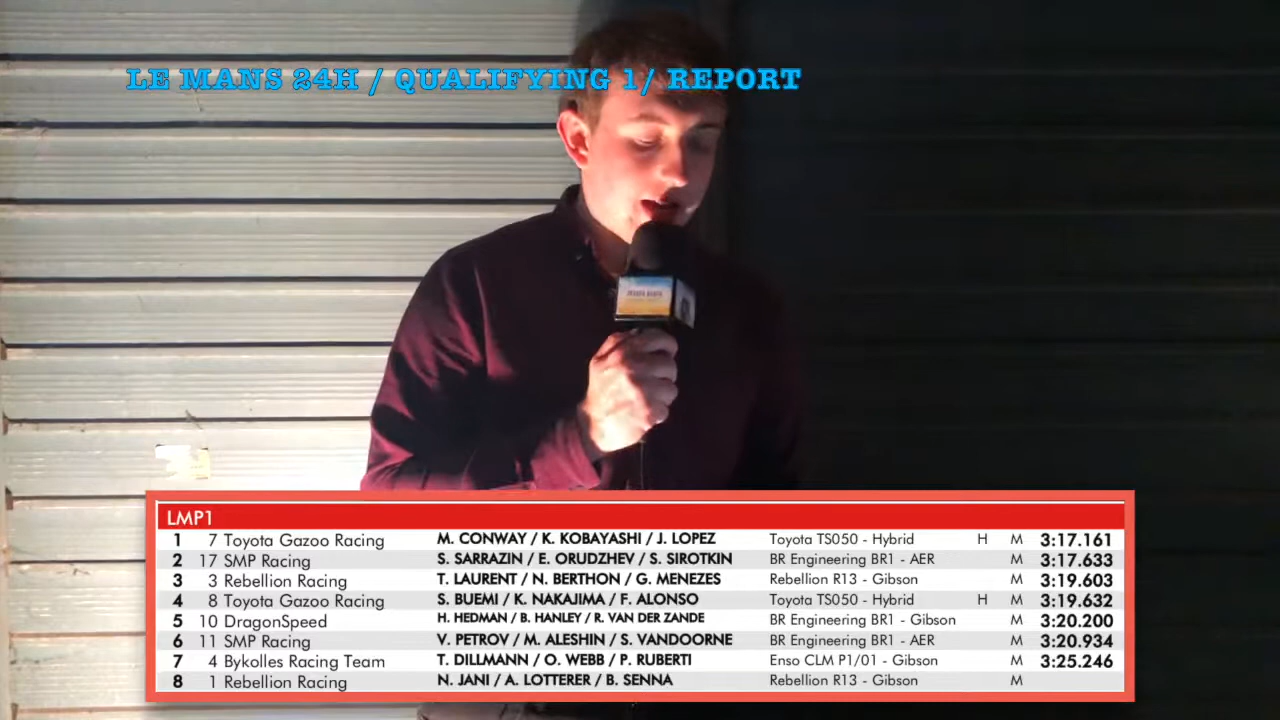 LE MANS 24H / QUALIFYING 1/ REPORT
LMP1
1 7 Toyota Gazoo Racing M. CONWAY / K. KOBAYASHI / J. LOPEZ Toyota TS050 - Hybrid H M 3:17.161
2 17 SMP Racing S. SARRAZIN / E. ORUDZHEV / S. SIROTKIN BR Engineering BR1 - AER M 3:17.633
3 3 Rebellion Racing T. LAURENT / N. BERTHON / G. MENEZES Rebellion R13 - Gibson M 3:19.603
4 8 Toyota Gazoo Racing S. BUEMI / K. NAKAJIMA / F. ALONSO Toyota TS050 - Hybrid H M 3:19.632
5 10 DragonSpeed H. HEDMAN / B. HANLEY / R. VAN DER ZANDE BR Engineering BR1 - Gibson M 3:20.200
6 11 SMP Racing V. PETROV / M. ALESHIN / S. VANDOORNE BR Engineering BR1 - AER M 3:20.934
7 4 Bykolles Racing Team T. DILLMANN / O. WEBB / P. RUBERTI Enso CLM P1/01 - Gibson M 3:25.246
8 1 Rebellion Racing N. JANI / A. LOTTERER / B. SENNA Rebellion R13 - Gibson M